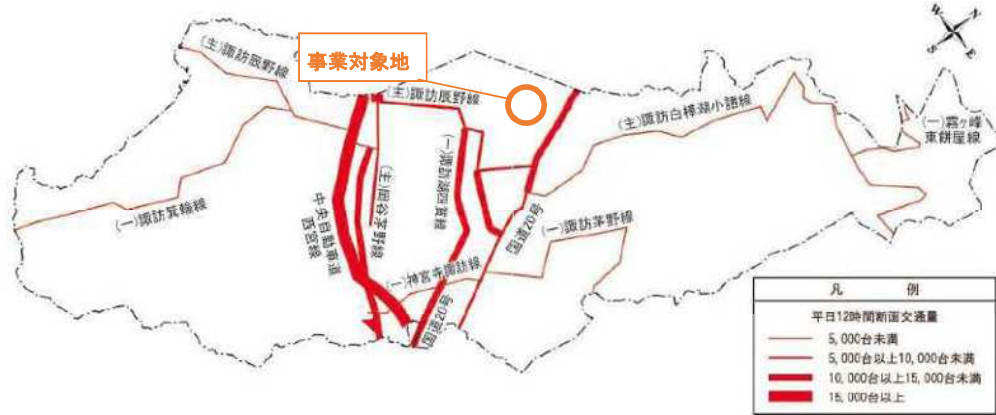 W
N
S
E
(主)諏訪辰野線
事業対象地
(主)諏訪辰野線
(主)諏訪白樺湖小諸線
(一)霧ヶ峰
東餅屋線
(一)諏訪湖四賀線
(主)岡谷茅野線
中央自動車道
西宮線
(一)諏訪箕輪線
国道20号
(一)諏訪茅野線
(一)神宮寺諏訪線
国道20号
凡 例
平日12時間断面交通量
5,000台未満
5,000台以上10,000台未満
10,000台以上15,000台未満
15,000台以上